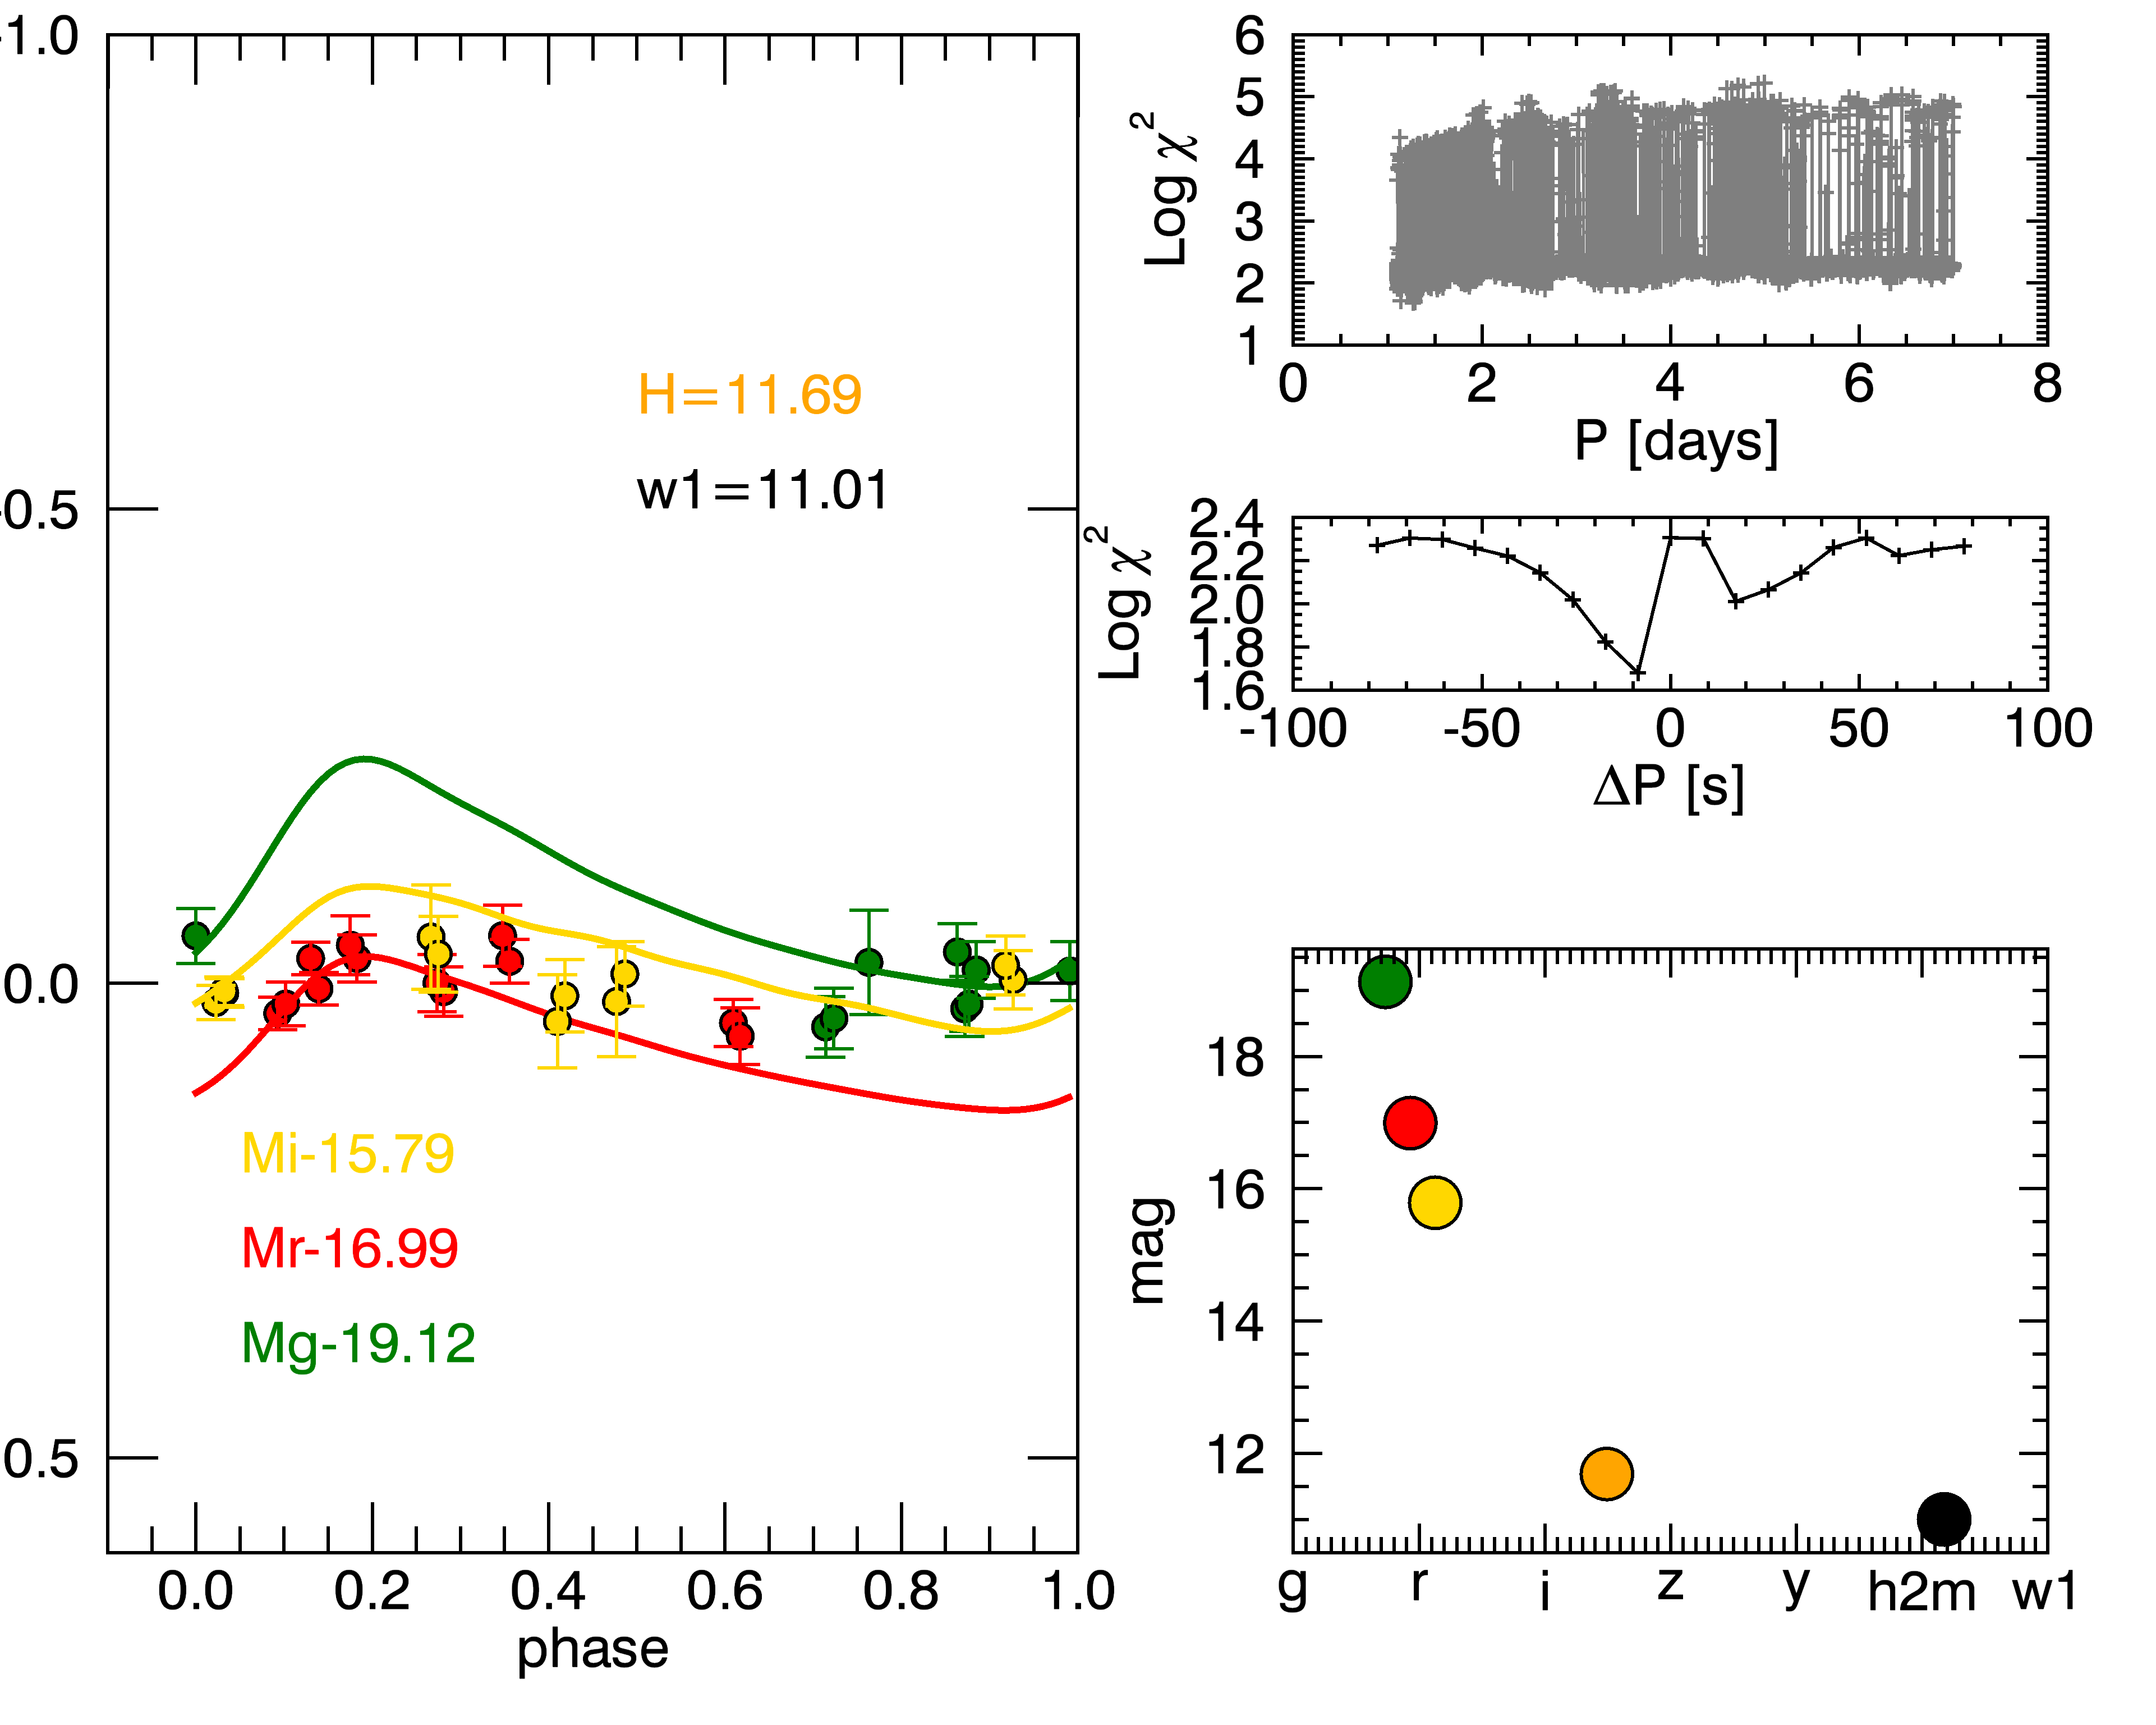 -1.0
-0.5
0.0
0.5
0.0 0.2 0.4 0.6 0.8 1.0
phase
H=11.69
w1=11.01
Mi-15.79
Mr-16.99
Mg-19.12
6
5
4
3
2
1
Log χ²
0 2 4 6 8
P [days]
2.4
2.2
2.0
1.8
1.6
Log χ²
-100 -50 0 50 100
ΔP [s]
18
16
14
12
mag
g r i z y h2m w1